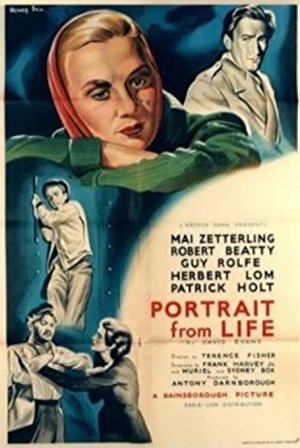 J. ARTHUR RANK PRESENTS
MAI ZETTERLING
ROBERT BEATTY
GUY ROLFE
HERBERT LOM
PATRICK HOLT
PORTRAIT
from LIFE
By DAVID EVANS
Directed by TERENCE FISHER
Screenplay by FRANK HARVEY Jnr.
and MURIEL and SYDNEY BOX
Produced by
ANTONY DARNBOROUGH
A GAINSBOROUGH PICTURE
EAGLE-LION DISTRIBUTION